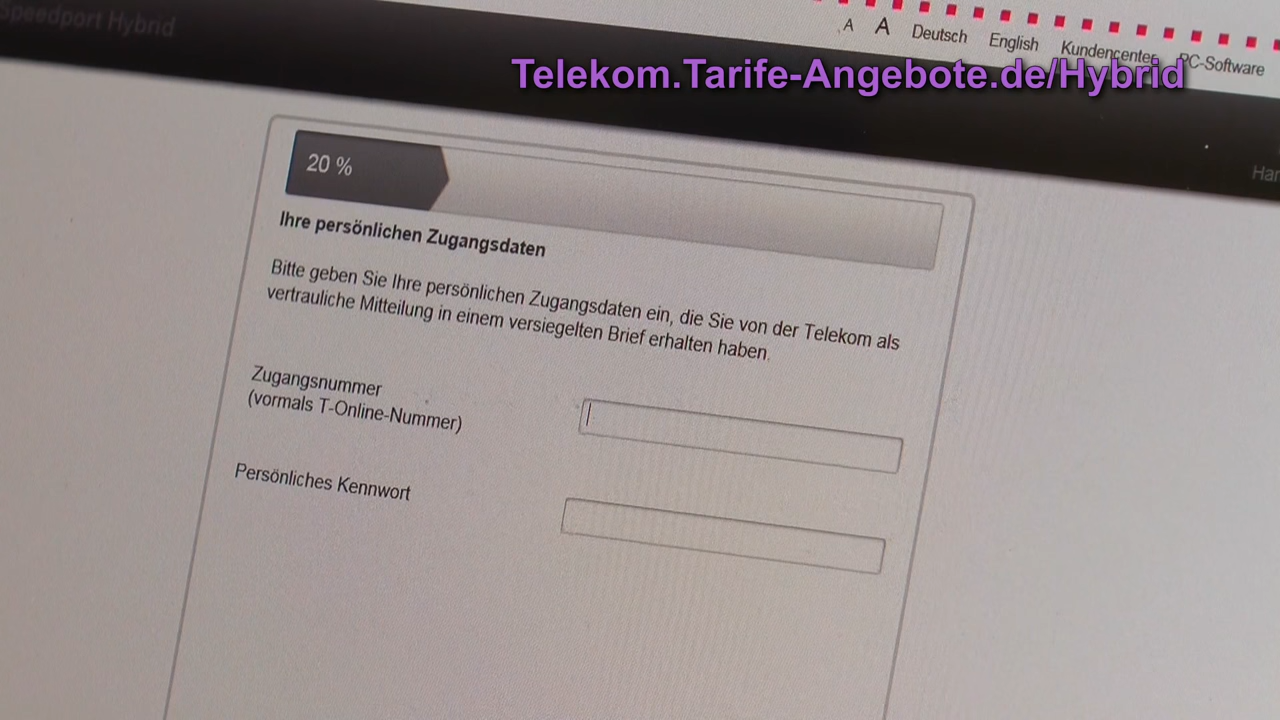 Speedport Hybrid
A A Deutsch English Kundencenter PC-Software
Telekom.Tarife-Angebote.de/Hybrid
20 %
Ihre persönlichen Zugangsdaten
Bitte geben Sie Ihre persönlichen Zugangsdaten ein, die Sie von der Telekom als
vertrauliche Mitteilung in einem versiegelten Brief erhalten haben.
Zugangsnummer
(vormals T-Online-Nummer)
Persönliches Kennwort